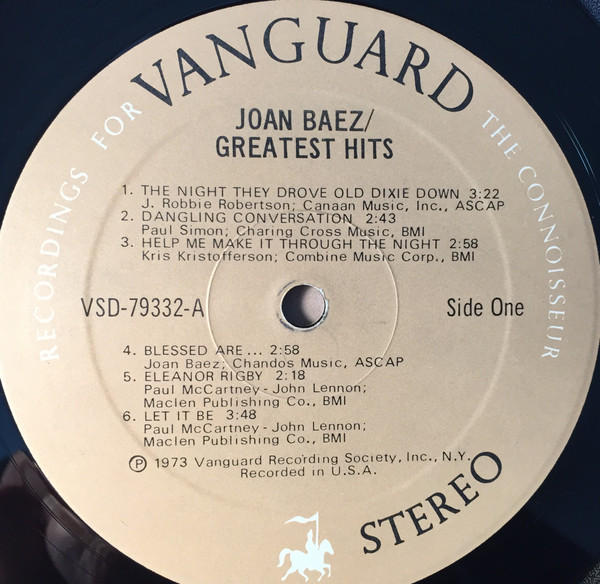 RECORDINGS FOR VANGUARD THE CONNOISSEUR
JOAN BAEZ/
GREATEST HITS
1. THE NIGHT THEY DROVE OLD DIXIE DOWN 3:22
J. Robbie Robertson; Canaan Music, Inc., ASCAP
2. DANGLING CONVERSATION 2:43
Paul Simon; Charing Cross Music, BMI
3. HELP ME MAKE IT THROUGH THE NIGHT 2:58
Kris Kristofferson; Combine Music Corp., BMI
VSD-79332-A
Side One
4. BLESSED ARE... 2:58
Joan Baez; Chandos Music, ASCAP
5. ELEANOR RIGBY 2:18
Paul McCartney - John Lennon;
Maclen Publishing Co., BMI
6. LET IT BE 3:48
Paul McCartney - John Lennon;
Maclen Publishing Co., BMI
Ⓟ 1973 Vanguard Recording Society, Inc., N.Y.
Recorded in U.S.A.
STEREO